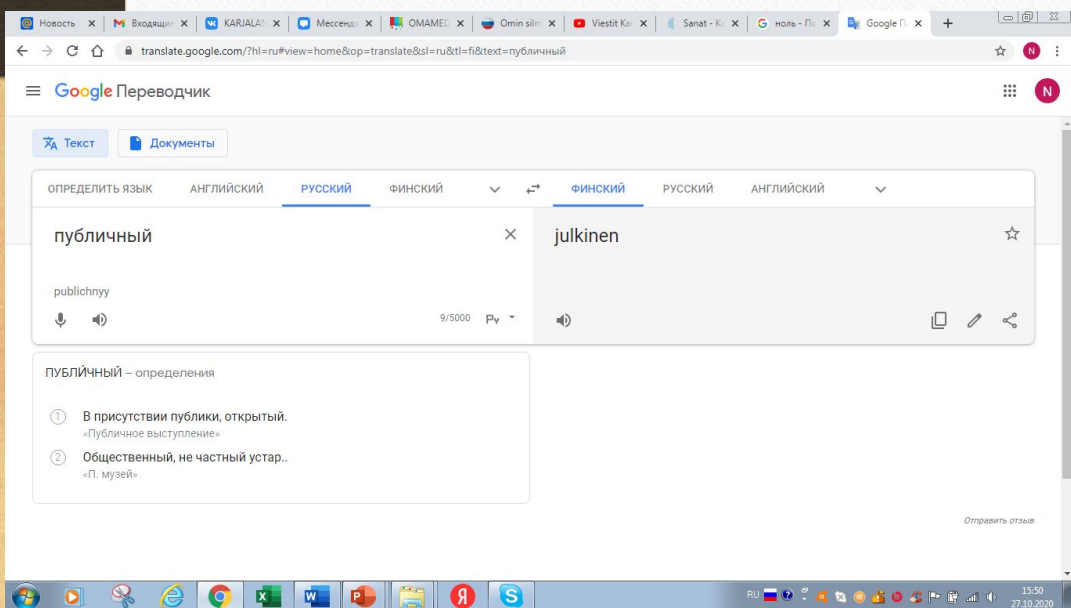 Новость
Входящие
KARJALAN
Мессендж
OMAMED
Omin silm
Viestit Kar
Sanat - Ko
ноль - По
Google П
translate.google.com/?hl=ru#view=home&op=translate&sl=ru&tl=fi&text=публичный
N
Google Переводчик
N
Текст
Документы
ОПРЕДЕЛИТЬ ЯЗЫК АНГЛИЙСКИЙ РУССКИЙ ФИНСКИЙ ФИНСКИЙ РУССКИЙ АНГЛИЙСКИЙ
публичный
julkinen
publichnyy
9/5000
ПУБЛИ́ЧНЫЙ – определения
1 В присутствии публики, открытый.
«Публичное выступление»
2 Общественный, не частный устар..
«П. музей»
Отправить отзыв
RU
15:50
27.10.2020